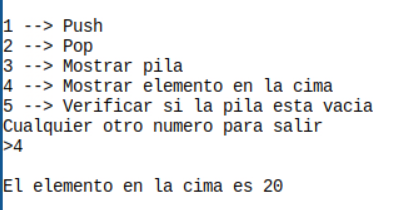 1 --> Push
2 --> Pop
3 --> Mostrar pila
4 --> Mostrar elemento en la cima
5 --> Verificar si la pila esta vacia
Cualquier otro numero para salir
>4
El elemento en la cima es 20